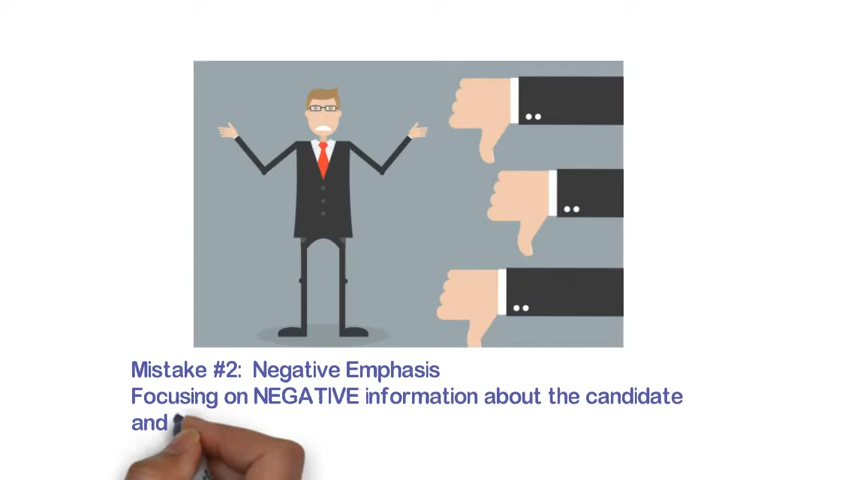 Mistake #2: Negative Emphasis
Focusing on NEGATIVE information about the candidate
and